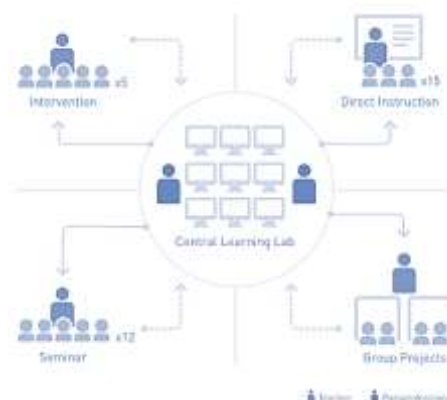 x5
Intervention
x15
Direct Instruction
Central Learning Lab
x12
Seminar
Group Projects